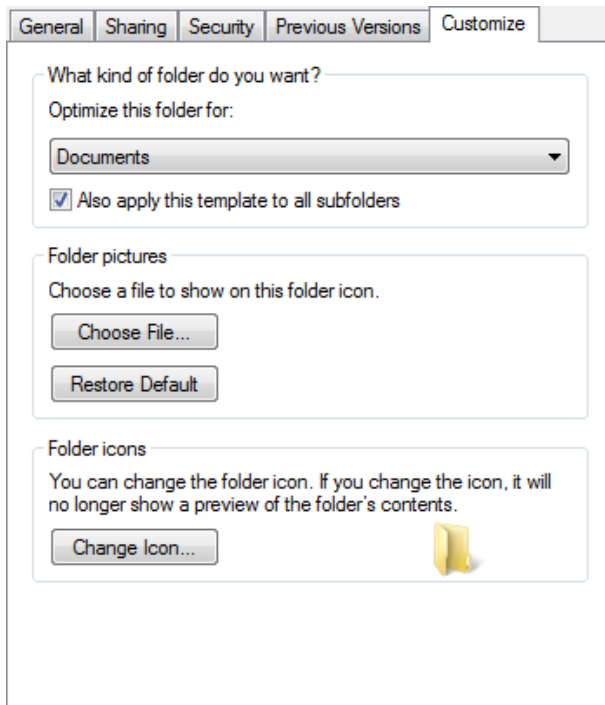 General Sharing Security Previous Versions Customize
What kind of folder do you want?
Optimize this folder for:
Documents
Also apply this template to all subfolders
Folder pictures
Choose a file to show on this folder icon.
Choose File...
Restore Default
Folder icons
You can change the folder icon. If you change the icon, it will
no longer show a preview of the folder's contents.
Change Icon...